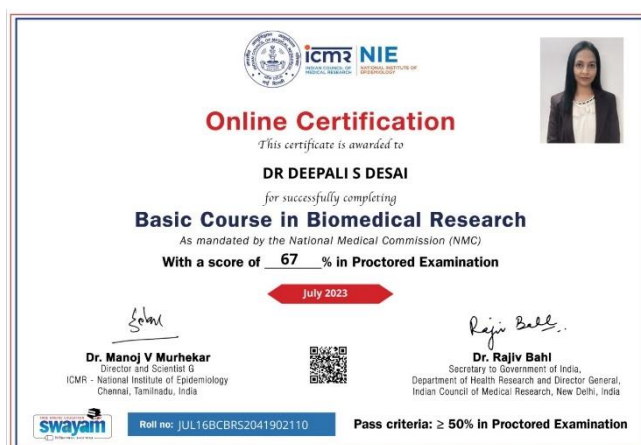 icmr NIE
INDIAN COUNCIL OF MEDICAL RESEARCH
NATIONAL INSTITUTE OF EPIDEMIOLOGY
Online Certification
This certificate is awarded to
DR DEEPALI S DESAI
for successfully completing
Basic Course in Biomedical Research
As mandated by the National Medical Commission (NMC)
With a score of 67 % in Proctored Examination
July 2023
Dr. Manoj V Murhekar
Director and Scientist G
ICMR - National Institute of Epidemiology
Chennai, Tamilnadu, India
Rajiv Bahl
Dr. Rajiv Bahl
Secretary to Government of India,
Department of Health Research and Director General,
Indian Council of Medical Research, New Delhi, India
swayam
Roll no: JUL16BCBRS2041902110
Pass criteria: ≥ 50% in Proctored Examination